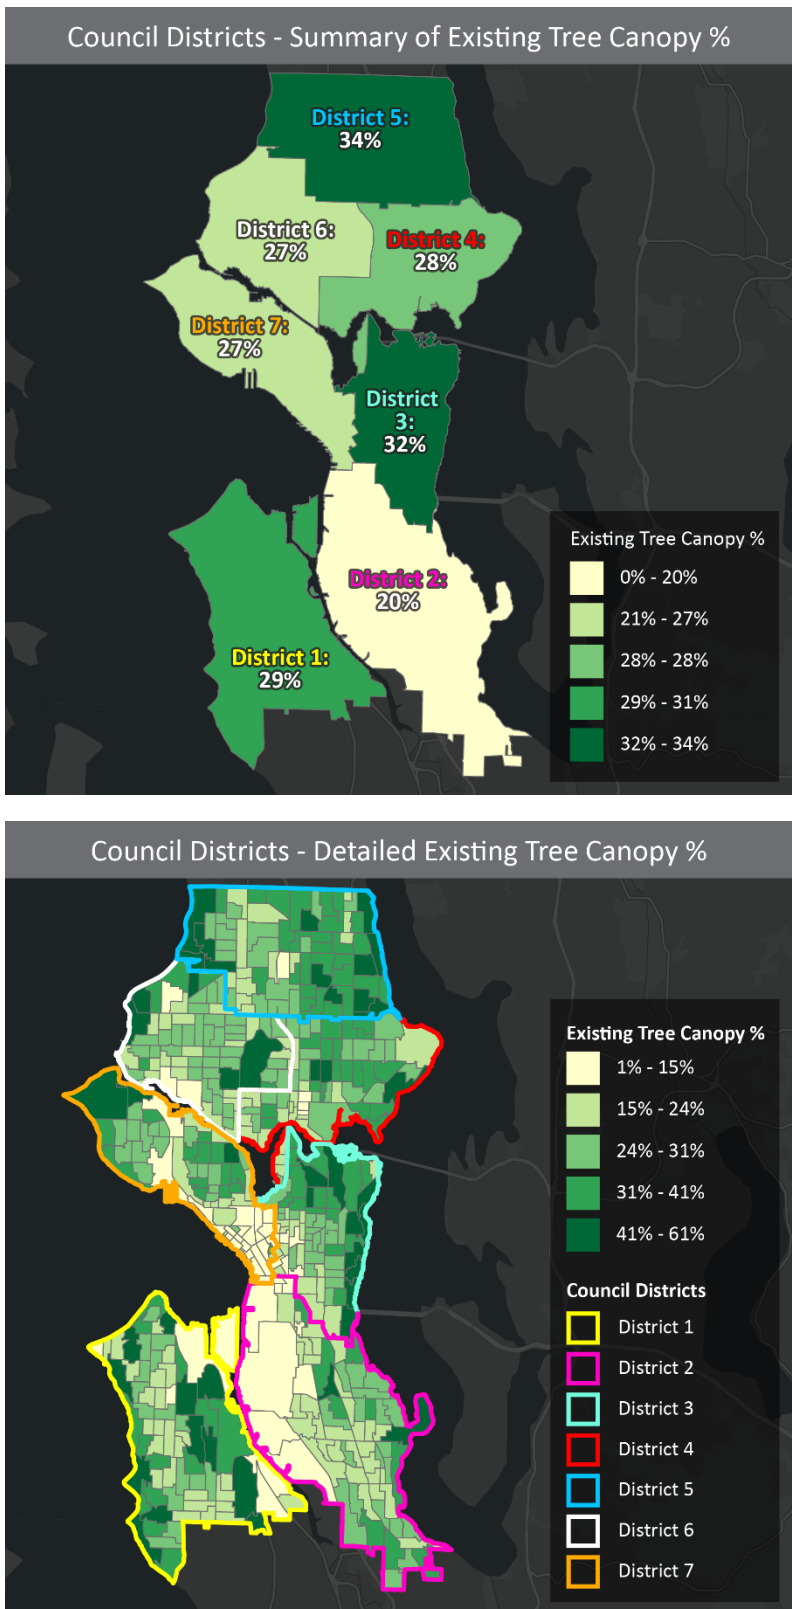 Council Districts - Summary of Existing Tree Canopy %
District 5:
34%
District 6:
27%
District 4:
28%
District 7:
27%
District
3:
32%
District 2:
20%
District 1:
29%
Existing Tree Canopy %
0% - 20%
21% - 27%
28% - 28%
29% - 31%
32% - 34%
Council Districts - Detailed Existing Tree Canopy %
Existing Tree Canopy %
1% - 15%
15% - 24%
24% - 31%
31% - 41%
41% - 61%
Council Districts
District 1
District 2
District 3
District 4
District 5
District 6
District 7